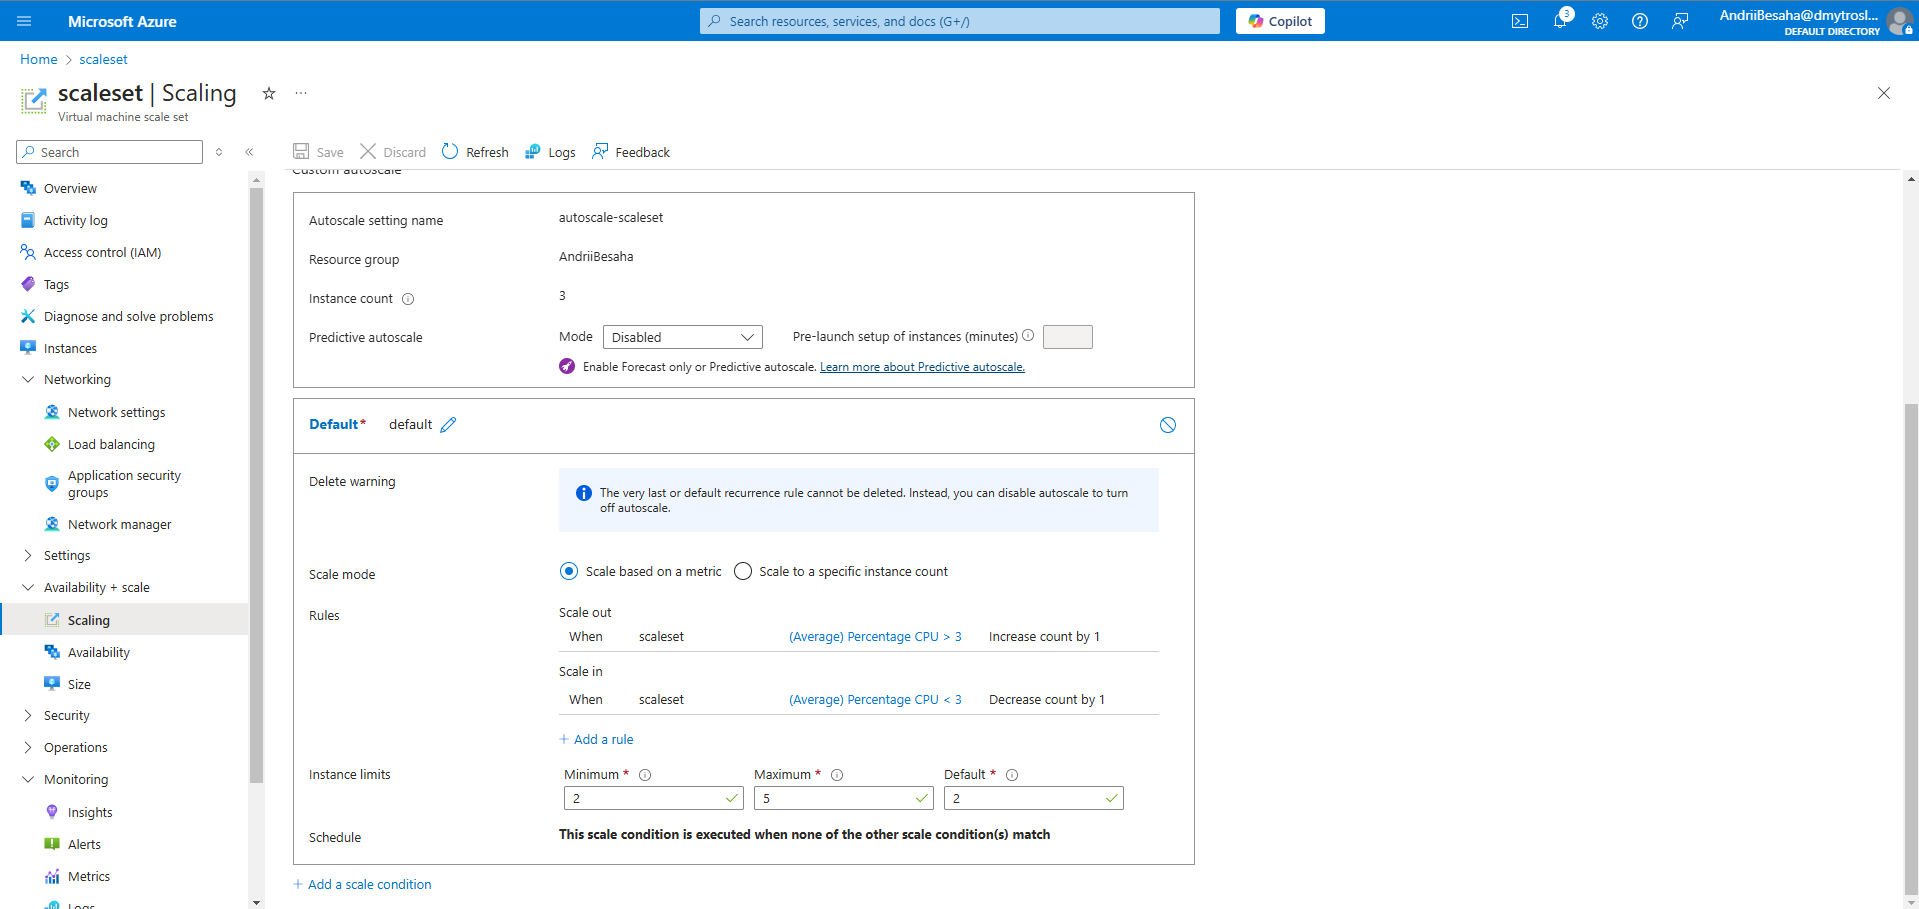 Microsoft Azure
Search resources, services, and docs (G+/)
Copilot
3
AndriiBesaha@dmytrosl...
DEFAULT DIRECTORY
Home > scaleset
scaleset | Scaling
Virtual machine scale set
Search
Save
Discard
Refresh
Logs
Feedback
Overview
Activity log
Access control (IAM)
Tags
Diagnose and solve problems
Instances
Networking
Network settings
Load balancing
Application security
groups
Network manager
Settings
Availability + scale
Scaling
Availability
Size
Security
Operations
Monitoring
Insights
Alerts
Metrics
Logs
Custom autoscale
Autoscale setting name
autoscale-scaleset
Resource group
AndriiBesaha
Instance count
3
Predictive autoscale
Mode
Disabled
Pre-launch setup of instances (minutes)
Enable Forecast only or Predictive autoscale. Learn more about Predictive autoscale.
Default*
default
Delete warning
The very last or default recurrence rule cannot be deleted. Instead, you can disable autoscale to turn
off autoscale.
Scale mode
Scale based on a metric
Scale to a specific instance count
Rules
Scale out
When scaleset (Average) Percentage CPU > 3 Increase count by 1
Scale in
When scaleset (Average) Percentage CPU < 3 Decrease count by 1
+ Add a rule
Instance limits
Minimum *
Maximum *
Default *
2
5
2
Schedule
This scale condition is executed when none of the other scale condition(s) match
+ Add a scale condition